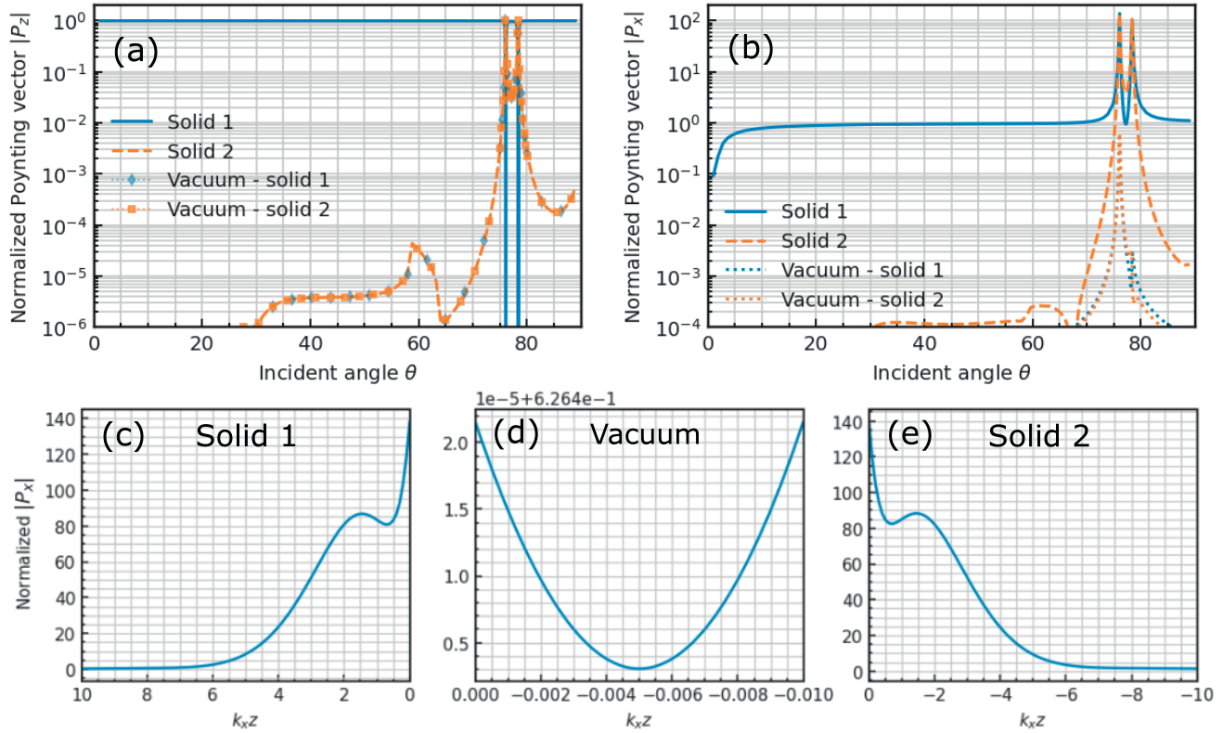 Normalized Poynting vector |P_z|
10^0
10^-1
10^-2
10^-3
10^-4
10^-5
10^-6
(a)
Solid 1
Solid 2
Vacuum - solid 1
Vacuum - solid 2
0 20 40 60 80
Incident angle θ
Normalized Poynting vector |P_x|
10^2
10^1
10^0
10^-1
10^-2
10^-3
10^-4
(b)
Solid 1
Solid 2
Vacuum - solid 1
Vacuum - solid 2
0 20 40 60 80
Incident angle θ
Normalized |P_x|
140
120
100
80
60
40
20
0
(c) Solid 1
10 8 6 4 2 0
k_xz
1e-5+6.264e-1
2.0
1.5
1.0
0.5
(d) Vacuum
0.000 −0.002 −0.004 −0.006 −0.008 −0.010
k_xz
140
120
100
80
60
40
20
0
(e) Solid 2
0 −2 −4 −6 −8 −10
k_xz